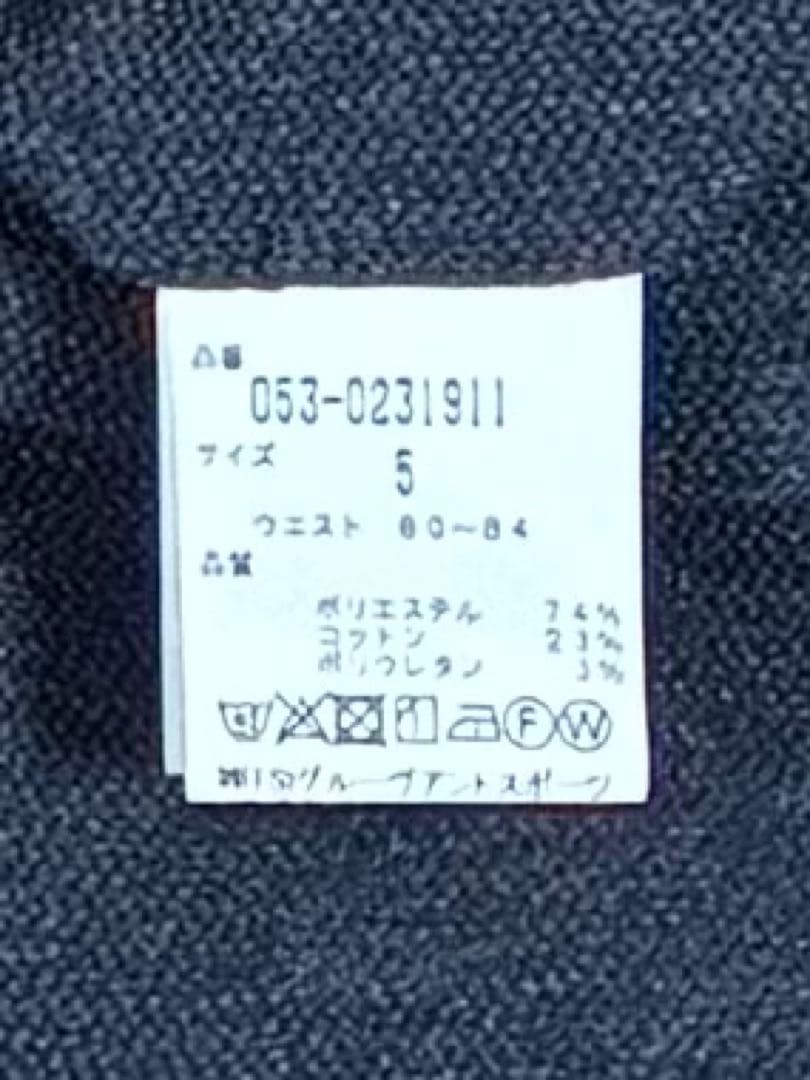 品番
053-0231911
サイズ
5
ウエスト 80~84
品質
ポリエステル 74%
コットン 23%
ポリウレタン 3%
F W